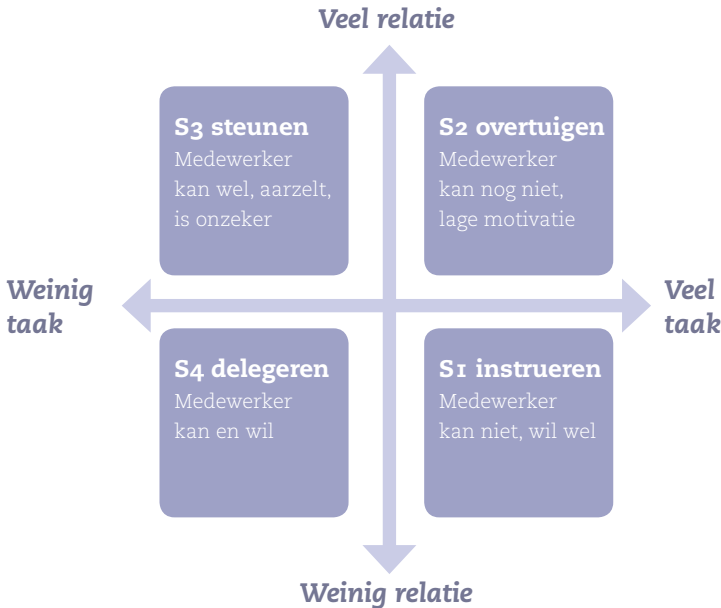 Veel relatie
S3 steunen
Medewerker
kan wel, aarzelt,
is onzeker
S2 overtuigen
Medewerker
kan nog niet,
lage motivatie
Weinig
taak
Veel
taak
S4 delegeren
Medewerker
kan en wil
S1 instrueren
Medewerker
kan niet, wil wel
Weinig relatie